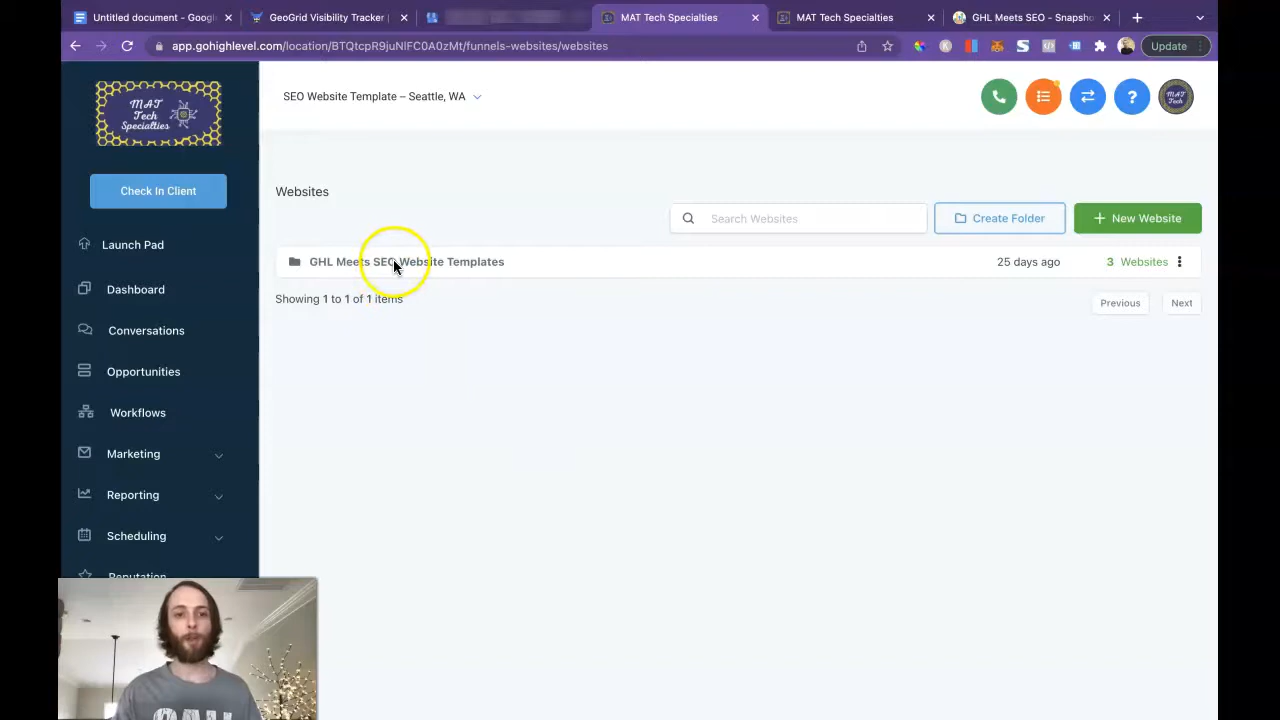 Untitled document - Googl
GeoGrid Visibility Tracker |
MAT Tech Specialties
MAT Tech Specialties
GHL Meets SEO - Snapsho
app.gohighlevel.com/location/BTQtcpR9juNIFC0A0zMt/funnels-websites/websites
Update
MAT
Tech
Specialties
SEO Website Template – Seattle, WA
Check In Client
Websites
Search Websites
Create Folder
New Website
Launch Pad
GHL Meets SEO Website Templates
25 days ago
3 Websites
Dashboard
Showing 1 to 1 of 1 items
Previous
Next
Conversations
Opportunities
Workflows
Marketing
Reporting
Scheduling
Reputation